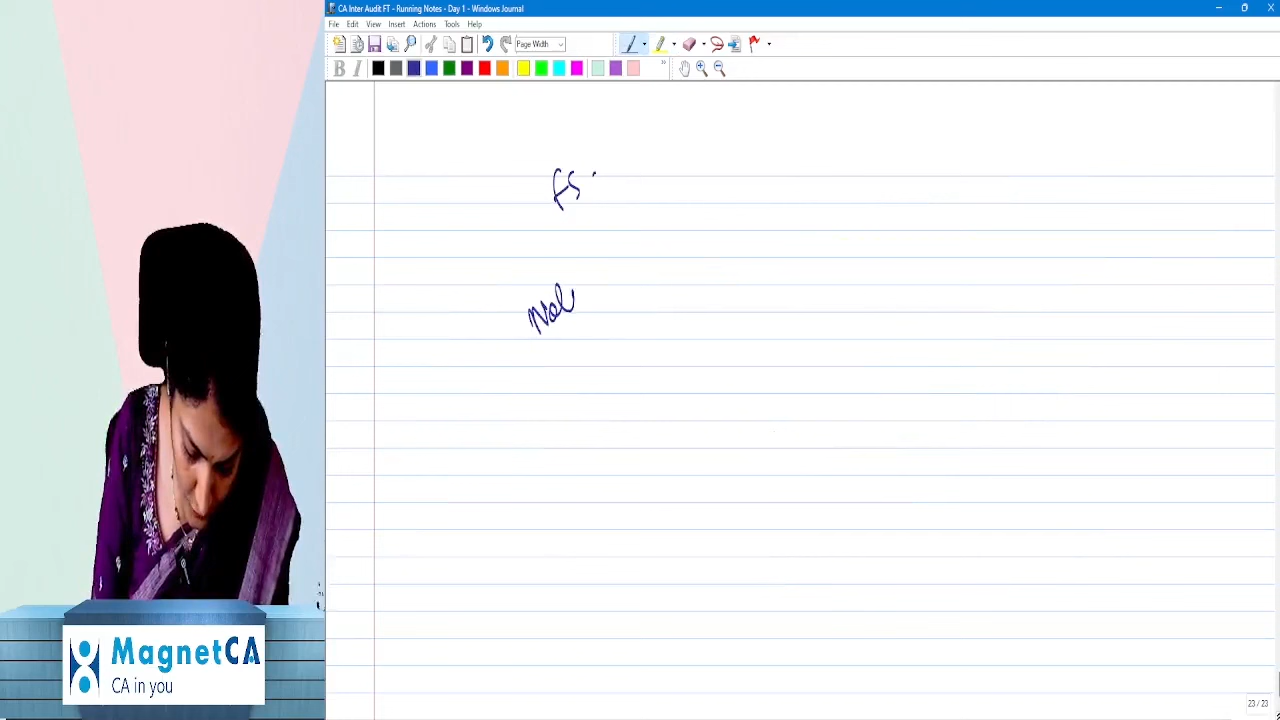 CA Inter Audit FT - Running Notes - Day 1 - Windows Journal
File Edit View Insert Actions Tools Help
Page Width
B I
FS
MagnetCA
CA in you
23 / 23